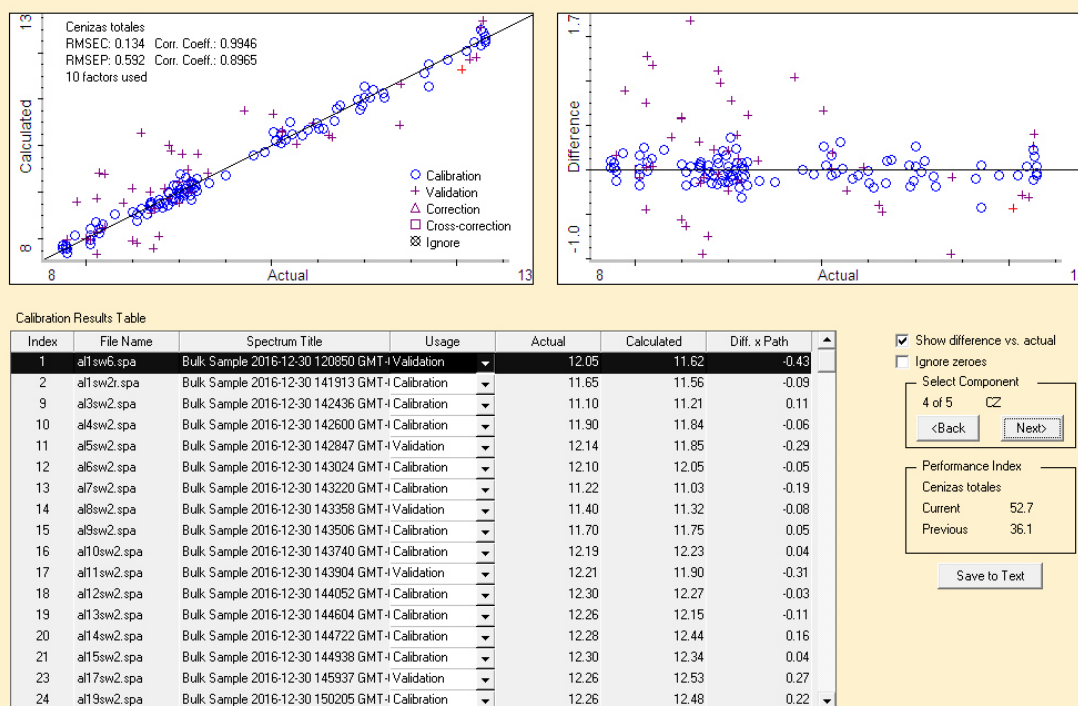 13
Cenizas totales
RMSEC: 0.134 Corr. Coeff.: 0.9946
RMSEP: 0.592 Corr. Coeff.: 0.8965
10 factors used
Calculated
Calibration
Validation
Correction
Cross-correction
Ignore
8
8
Actual
13
1.7
Difference
-1.0
8
Actual
1
Calibration Results Table
Index File Name Spectrum Title Usage Actual Calculated Diff. x Path
1 al1sw6.spa Bulk Sample 2016-12-30 120850 GMT-( Validation 12.05 11.62 -0.43
2 al1sw2r.spa Bulk Sample 2016-12-30 141913 GMT-( Calibration 11.65 11.56 -0.09
9 al3sw2.spa Bulk Sample 2016-12-30 142436 GMT-( Calibration 11.10 11.21 0.11
10 al4sw2.spa Bulk Sample 2016-12-30 142600 GMT-( Calibration 11.90 11.84 -0.06
11 al5sw2.spa Bulk Sample 2016-12-30 142847 GMT-( Validation 12.14 11.85 -0.29
12 al6sw2.spa Bulk Sample 2016-12-30 143024 GMT-( Calibration 12.10 12.05 -0.05
13 al7sw2.spa Bulk Sample 2016-12-30 143220 GMT-( Calibration 11.22 11.03 -0.19
14 al8sw2.spa Bulk Sample 2016-12-30 143358 GMT-( Validation 11.40 11.32 -0.08
15 al9sw2.spa Bulk Sample 2016-12-30 143506 GMT-( Calibration 11.70 11.75 0.05
16 al10sw2.spa Bulk Sample 2016-12-30 143740 GMT-( Calibration 12.19 12.23 0.04
17 al11sw2.spa Bulk Sample 2016-12-30 143904 GMT-( Validation 12.21 11.90 -0.31
18 al12sw2.spa Bulk Sample 2016-12-30 144052 GMT-( Calibration 12.30 12.27 -0.03
19 al13sw2.spa Bulk Sample 2016-12-30 144604 GMT-( Calibration 12.26 12.15 -0.11
20 al14sw2.spa Bulk Sample 2016-12-30 144722 GMT-( Calibration 12.28 12.44 0.16
21 al15sw2.spa Bulk Sample 2016-12-30 144938 GMT-( Calibration 12.30 12.34 0.04
23 al17sw2.spa Bulk Sample 2016-12-30 145937 GMT-( Validation 12.26 12.53 0.27
24 al19sw2.spa Bulk Sample 2016-12-30 150205 GMT-( Calibration 12.26 12.48 0.22
Show difference vs. actual
Ignore zeroes
Select Component
4 of 5 CZ
<Back Next>
Performance Index
Cenizas totales
Current 52.7
Previous 36.1
Save to Text